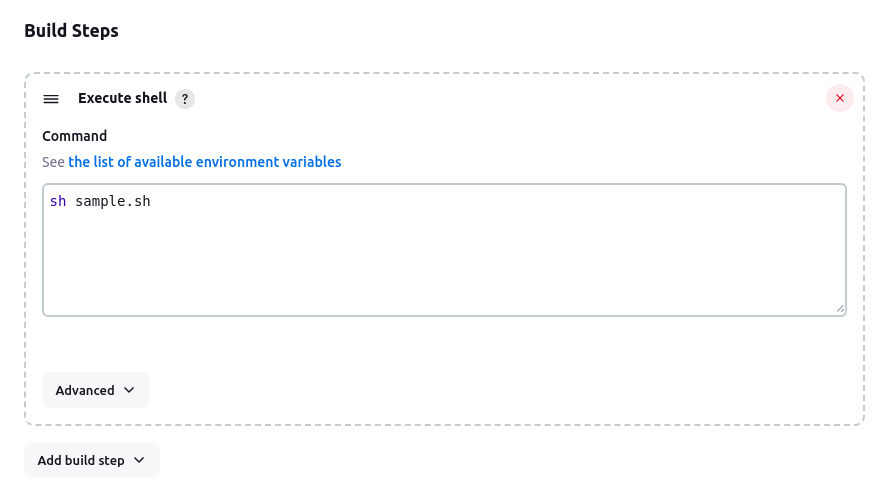 Build Steps
Execute shell ?
Command
See the list of available environment variables
sh sample.sh
Advanced
Add build step